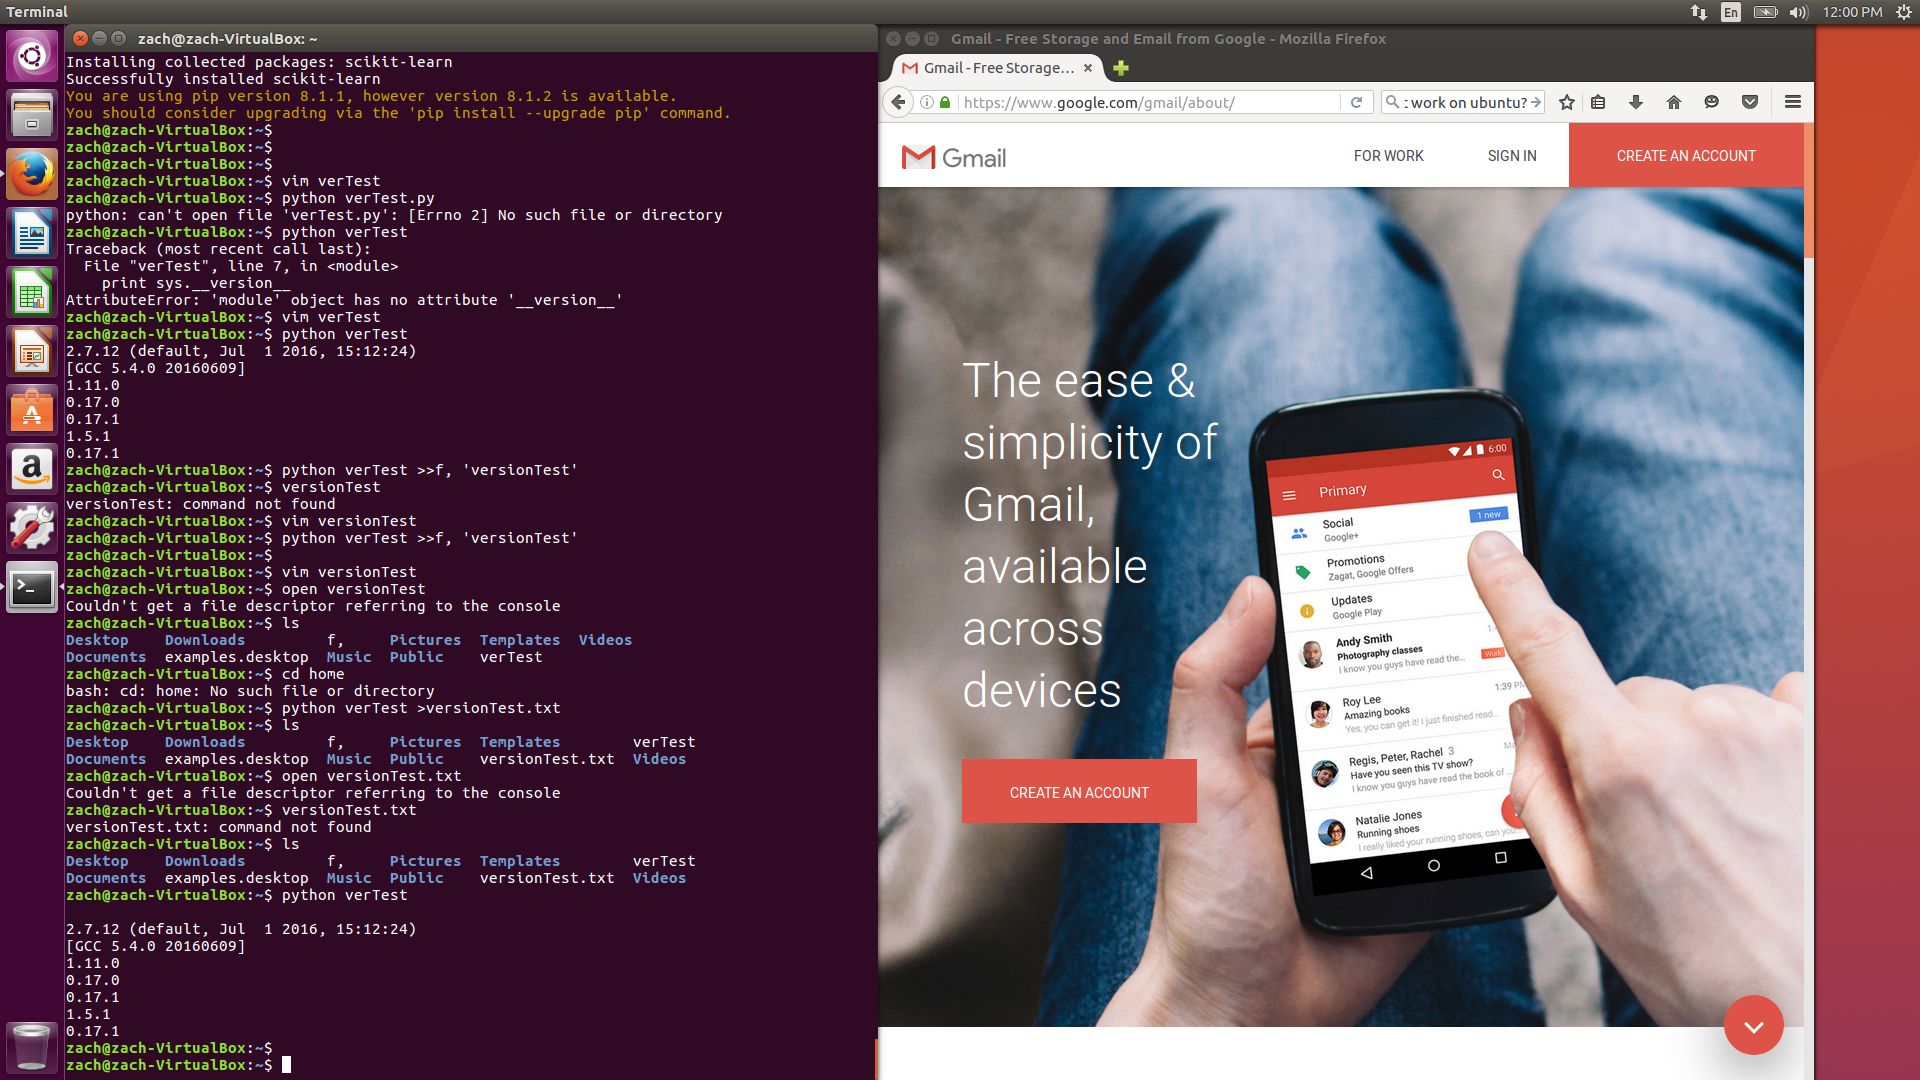 Terminal
En
12:00 PM
zach@zach-VirtualBox: ~
Installing collected packages: scikit-learn
Successfully installed scikit-learn
You are using pip version 8.1.1, however version 8.1.2 is available.
You should consider upgrading via the 'pip install --upgrade pip' command.
zach@zach-VirtualBox:~$
zach@zach-VirtualBox:~$
zach@zach-VirtualBox:~$
zach@zach-VirtualBox:~$ vim verTest
zach@zach-VirtualBox:~$ python verTest.py
python: can't open file 'verTest.py': [Errno 2] No such file or directory
zach@zach-VirtualBox:~$ python verTest
Traceback (most recent call last):
  File "verTest", line 7, in <module>
    print sys.__version__
AttributeError: 'module' object has no attribute '__version__'
zach@zach-VirtualBox:~$ vim verTest
zach@zach-VirtualBox:~$ python verTest
2.7.12 (default, Jul  1 2016, 15:12:24)
[GCC 5.4.0 20160609]
1.11.0
0.17.0
0.17.1
1.5.1
0.17.1
zach@zach-VirtualBox:~$ python verTest >>f, 'versionTest'
zach@zach-VirtualBox:~$ versionTest
versionTest: command not found
zach@zach-VirtualBox:~$ vim versionTest
zach@zach-VirtualBox:~$ python verTest >>f, 'versionTest'
zach@zach-VirtualBox:~$
zach@zach-VirtualBox:~$ vim versionTest
zach@zach-VirtualBox:~$ open versionTest
Couldn't get a file descriptor referring to the console
zach@zach-VirtualBox:~$ ls
Desktop    Downloads         f,     Pictures  Templates  Videos
Documents  examples.desktop  Music  Public    verTest
zach@zach-VirtualBox:~$ cd home
bash: cd: home: No such file or directory
zach@zach-VirtualBox:~$ python verTest >versionTest.txt
zach@zach-VirtualBox:~$ ls
Desktop    Downloads         f,     Pictures  Templates        verTest
Documents  examples.desktop  Music  Public    versionTest.txt  Videos
zach@zach-VirtualBox:~$ open versionTest.txt
Couldn't get a file descriptor referring to the console
zach@zach-VirtualBox:~$ versionTest.txt
versionTest.txt: command not found
zach@zach-VirtualBox:~$ ls
Desktop    Downloads         f,     Pictures  Templates        verTest
Documents  examples.desktop  Music  Public    versionTest.txt  Videos
zach@zach-VirtualBox:~$ python verTest
2.7.12 (default, Jul  1 2016, 15:12:24)
[GCC 5.4.0 20160609]
1.11.0
0.17.0
0.17.1
1.5.1
0.17.1
zach@zach-VirtualBox:~$
zach@zach-VirtualBox:~$
Gmail - Free Storage and Email from Google - Mozilla Firefox
Gmail - Free Storage...
https://www.google.com/gmail/about/
: work on ubuntu?
Gmail
FOR WORK
SIGN IN
CREATE AN ACCOUNT
The ease &
simplicity of
Gmail,
available
across
devices
CREATE AN ACCOUNT
6:00
Primary
Social
1 new
Google+
Promotions
Zagat, Google Offers
Updates
Google Play
Andy Smith
Photography classes
Work
I know you guys have read the...
1:39 PM
Roy Lee
Amazing books
Yes, you can get it! I just finished read...
Regis, Peter, Rachel 3
Have you seen this TV show?
I know you guys have read the book of ...
Natalie Jones
Running shoes
I really liked your running shoes, can you...